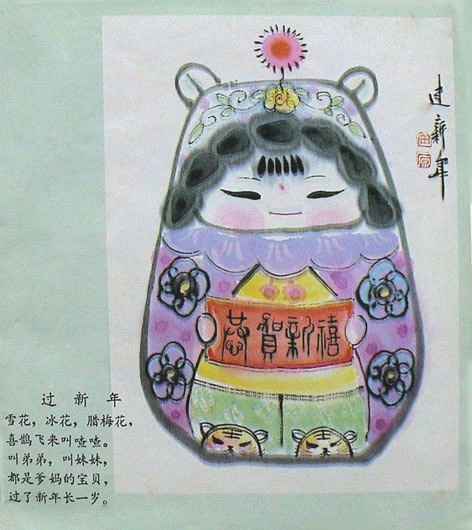 过新年
恭贺新禧
过新年
雪花，冰花，腊梅花，
喜鹊飞来叫喳喳。
叫弟弟，叫妹妹，
都是爹妈的宝贝，
过了新年长一岁。